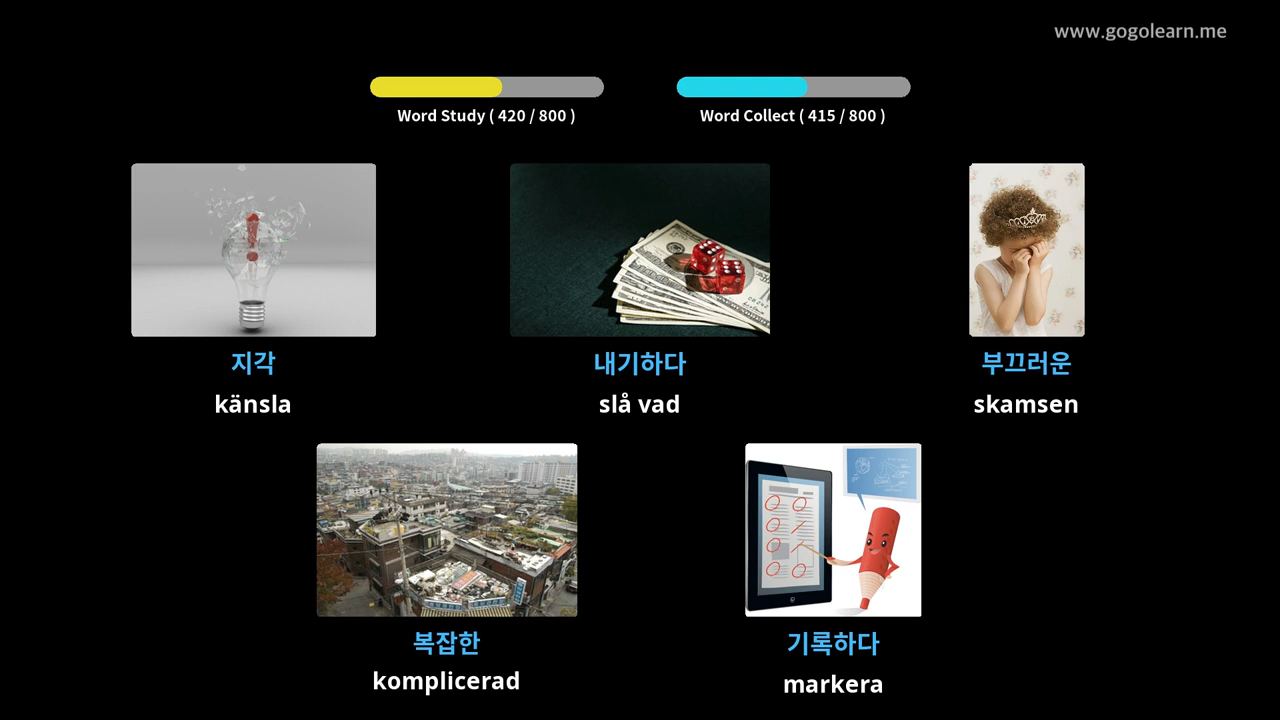 www.gogolearn.me
Word Study ( 420 / 800 )
Word Collect ( 415 / 800 )
지각
känsla
내기하다
slå vad
부끄러운
skamsen
복잡한
komplicerad
기록하다
markera